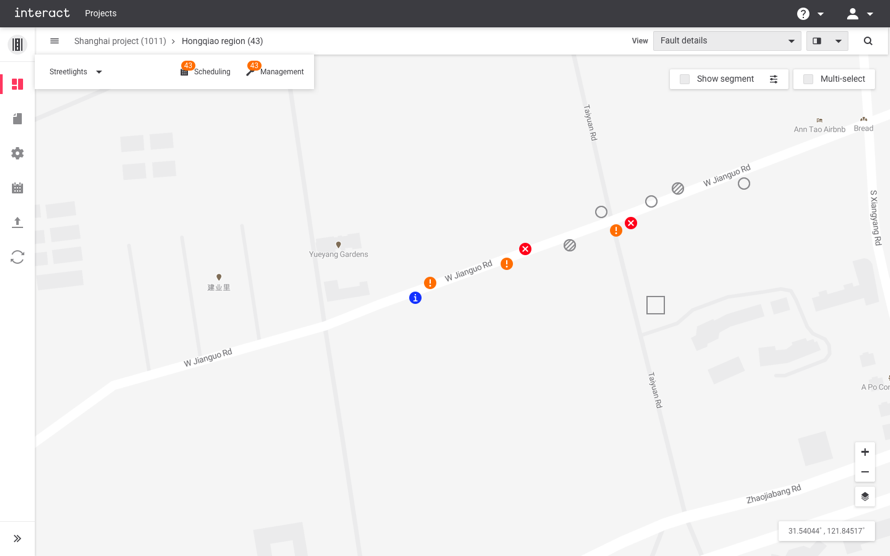 interact
Projects
Shanghai project (1011) > Hongqiao region (43)
View
Fault details
Streetlights
43
Scheduling
43
Management
Show segment
Multi-select
Taiyuan Rd
Ann Tao Airbnb
Bread
W Jianguo Rd
S Xiangyang Rd
Yueyang Gardens
W Jianguo Rd
建业里
W Jianguo Rd
Taiyuan Rd
A Po Con
Zhaojiabang Rd
31.54044° , 121.84517°